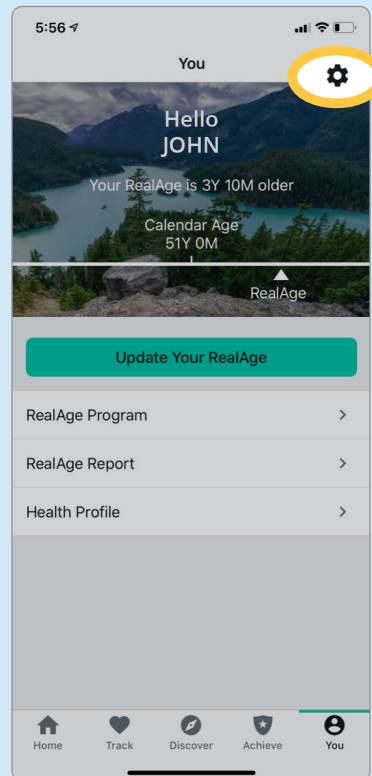 5:56
You
Hello
JOHN
Your RealAge is 3Y 10M older
Calendar Age
51Y 0M
RealAge
Update Your RealAge
RealAge Program
RealAge Report
Health Profile
Home Track Discover Achieve You